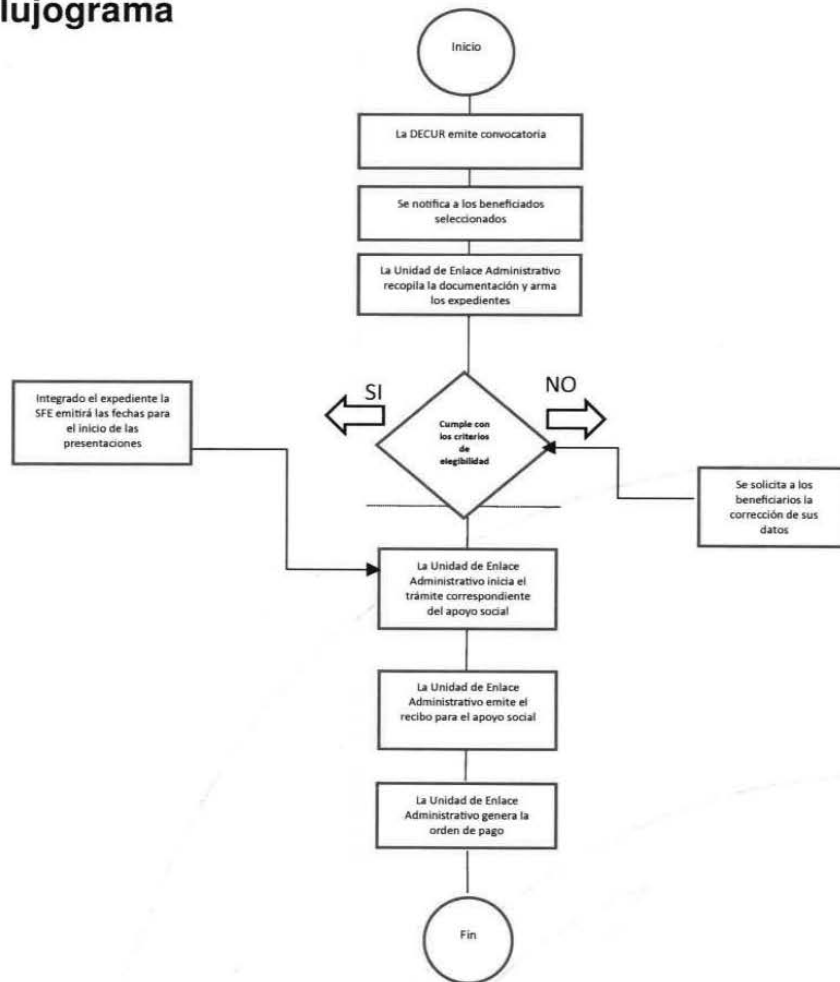 lujograma
Inicio
La DECUR emite convocatoria
Se notifica a los beneficiados
seleccionados
La Unidad de Enlace Administrativo
recopila la documentación y arma
los expedientes
SI
NO
Integrado el expediente la
SFE emitirá las fechas para
el inicio de las
presentaciones
Cumple con
los criterios
de
elegibilidad
Se solicita a los
beneficiarios la
corrección de sus
datos
La Unidad de Enlace
Administrativo inicia el
trámite correspondiente
del apoyo social
La Unidad de Enlace
Administrativo emite el
recibo para el apoyo social
La Unidad de Enlace
Administrativo genera la
orden de pago
Fin